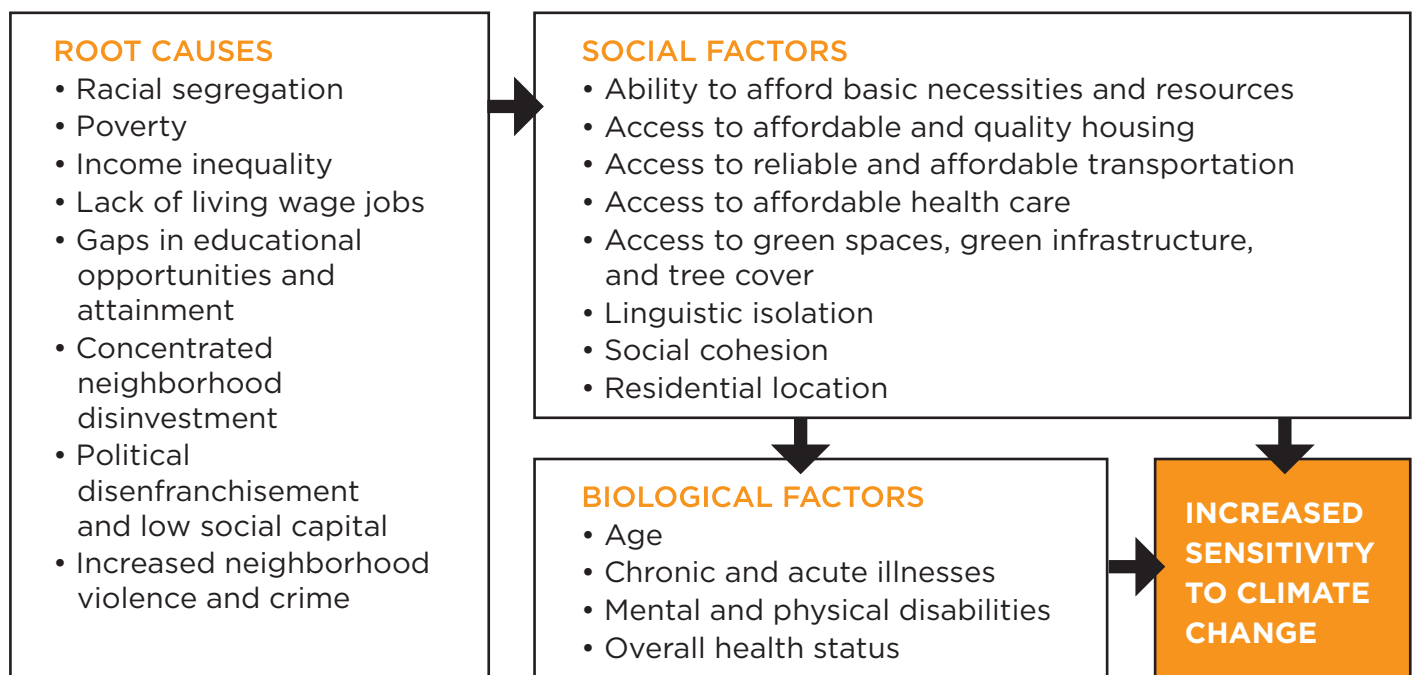 ROOT CAUSES
• Racial segregation
• Poverty
• Income inequality
• Lack of living wage jobs
• Gaps in educational
opportunities and
attainment
• Concentrated
neighborhood
disinvestment
• Political
disenfranchisement
and low social capital
• Increased neighborhood
violence and crime
SOCIAL FACTORS
• Ability to afford basic necessities and resources
• Access to affordable and quality housing
• Access to reliable and affordable transportation
• Access to affordable health care
• Access to green spaces, green infrastructure,
and tree cover
• Linguistic isolation
• Social cohesion
• Residential location
BIOLOGICAL FACTORS
• Age
• Chronic and acute illnesses
• Mental and physical disabilities
• Overall health status
INCREASED
SENSITIVITY
TO CLIMATE
CHANGE